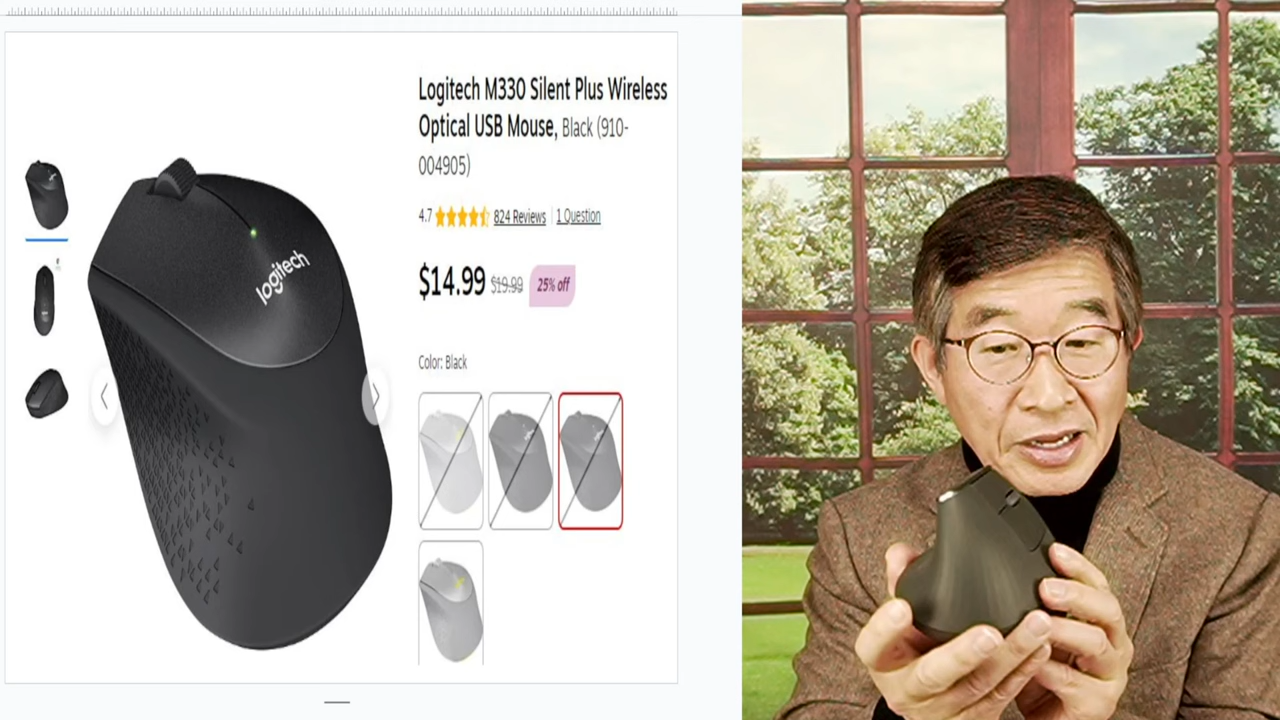 Logitech M330 Silent Plus Wireless
Optical USB Mouse, Black (910-
004905)
4.7 824 Reviews 1 Question
$14.99 $19.99 25% off
logitech
Color: Black